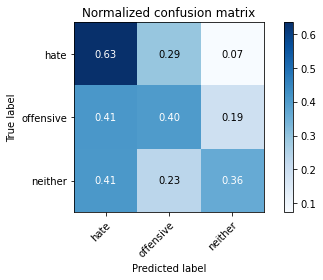 Normalized confusion matrix
True label
hate
0.63 0.29 0.07
offensive
0.41 0.40 0.19
neither
0.41 0.23 0.36
hate offensive neither
Predicted label
0.6
0.5
0.4
0.3
0.2
0.1